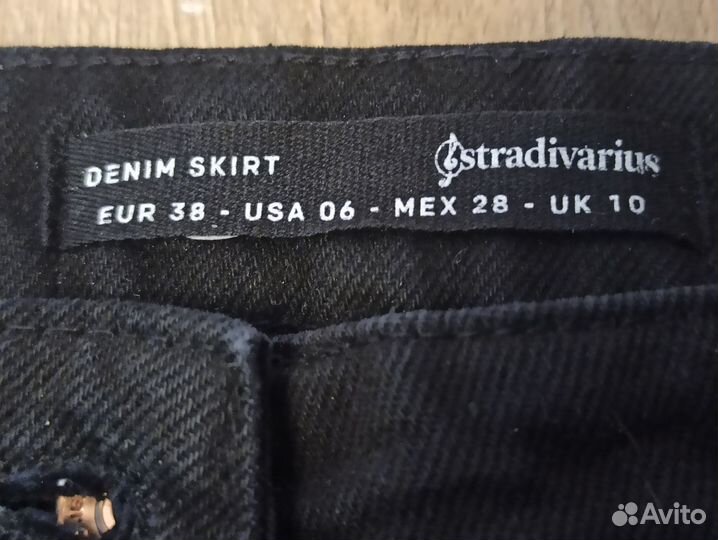 DENIM SKIRT stradivarius
EUR 38 - USA 06 - MEX 28 - UK 10
Avito